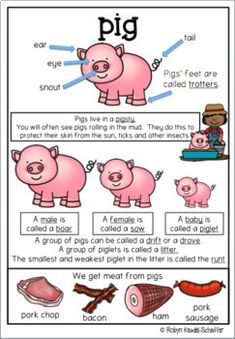 pig
ear
tail
eye
snout
Pigs' feet are
called trotters.
Pigs live in a pigsty.
You will often see pigs rolling in the mud. They do this to
protect their skin from the sun, ticks and other insects.
A male is
called a boar
A female is
called a sow
A baby is
called a piglet
A group of pigs can be called a drift or a drove.
A group of piglets is called a litter.
The smallest and weakest piglet in the litter is called the runt
We get meat from pigs
pork chop
bacon
ham
pork
sausage